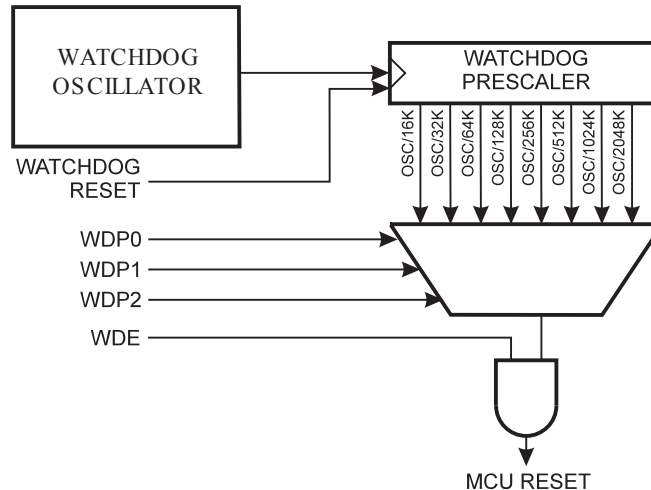 WATCHDOG
OSCILLATOR
WATCHDOG
PRESCALER
OSC/16K
OSC/32K
OSC/64K
OSC/128K
OSC/256K
OSC/512K
OSC/1024K
OSC/2048K
WATCHDOG
RESET
WDP0
WDP1
WDP2
WDE
MCU RESET